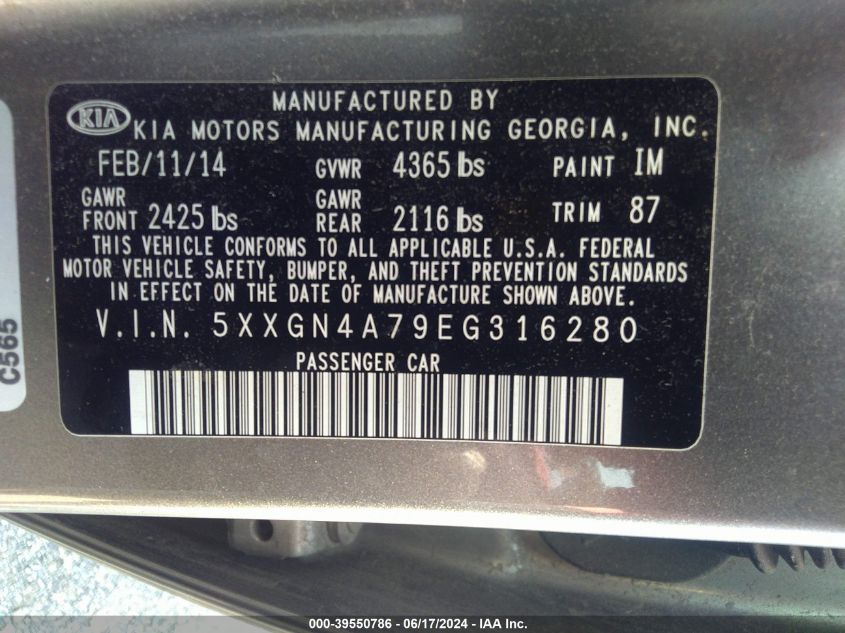 MANUFACTURED BY
KIA KIA MOTORS MANUFACTURING GEORGIA, INC.
FEB/11/14 GVWR 4365 lbs PAINT IM
GAWR FRONT 2425 lbs GAWR REAR 2116 lbs TRIM 87
THIS VEHICLE CONFORMS TO ALL APPLICABLE U.S.A. FEDERAL
MOTOR VEHICLE SAFETY, BUMPER, AND THEFT PREVENTION STANDARDS
IN EFFECT ON THE DATE OF MANUFACTURE SHOWN ABOVE.
V.I.N. 5XXGN4A79EG316280
PASSENGER CAR
C565
000-39550786 - 06/17/2024 - IAA Inc.